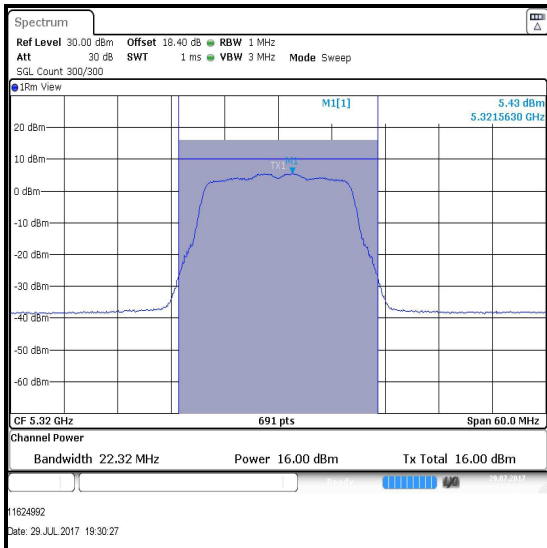 Spectrum
Ref Level 30.00 dBm Offset 18.40 dB RBW 1 MHz
Att 30 dB SWT 1 ms VBW 3 MHz Mode Sweep
SGL Count 300/300
1Rm View
M1[1] 5.43 dBm
5.3215630 GHz
20 dBm
10 dBm
TX1 M1
0 dBm
-10 dBm
-20 dBm
-30 dBm
-40 dBm
-50 dBm
-60 dBm
CF 5.32 GHz 691 pts Span 60.0 MHz
Channel Power
Bandwidth 22.32 MHz Power 16.00 dBm Tx Total 16.00 dBm
Ready 29.07.2017
11624992
Date: 29.JUL.2017 19:30:27